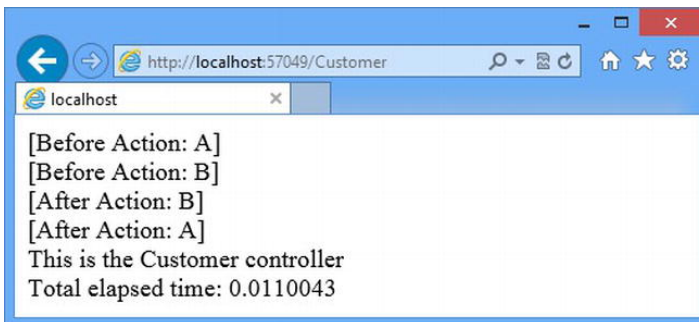 http://localhost:57049/Customer
localhost
[Before Action: A]
[Before Action: B]
[After Action: B]
[After Action: A]
This is the Customer controller
Total elapsed time: 0.0110043